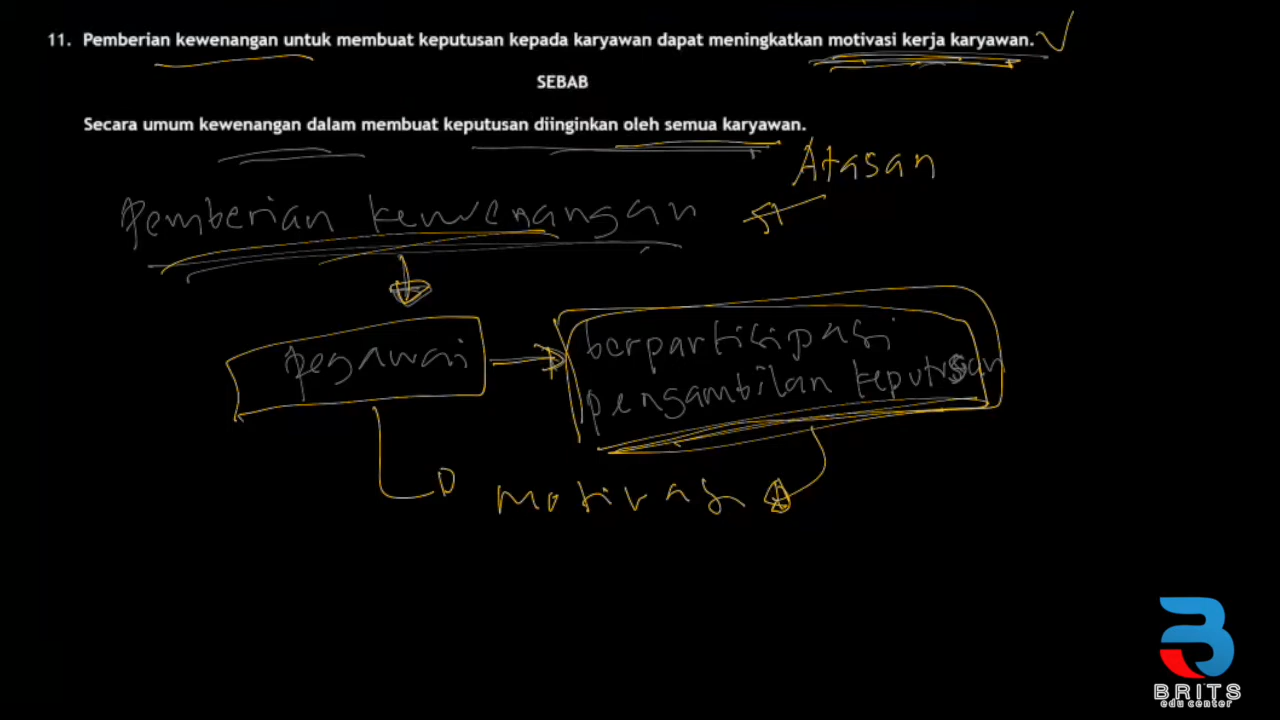 11. Pemberian kewenangan untuk membuat keputusan kepada karyawan dapat meningkatkan motivasi kerja karyawan.
SEBAB
Secara umum kewenangan dalam membuat keputusan diinginkan oleh semua karyawan.
Atasan
Pemberian kewenangan
pegawai
berpartisipasi
pengambilan keputusan
motivasi
BRITS
edu center